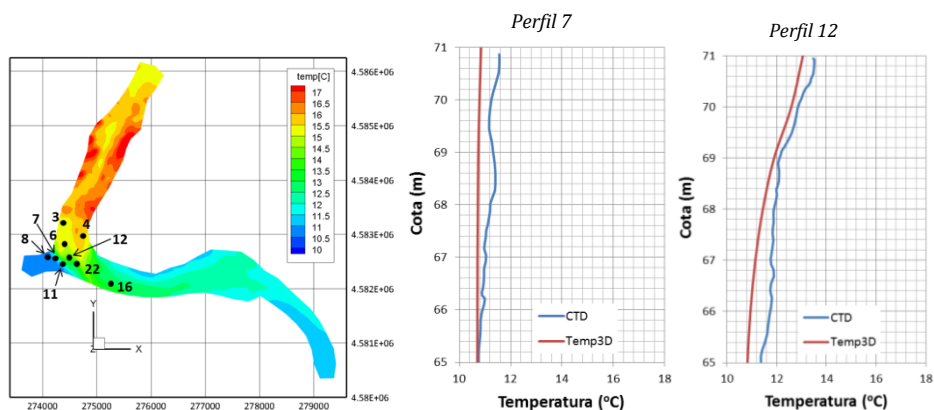 temp[C]
17
16.5
16
15.5
15
14.5
14
13.5
13
12.5
12
11.5
11
10.5
10
4.586E+06
4.585E+06
4.584E+06
4.583E+06
4.582E+06
4.581E+06
4.58E+06
3
4
7
6
12
8
22
16
11
Y
Z X
274000 275000 276000 277000 278000 279000
Perfil 7
Cota (m)
71
70
69
68
67
66
65
CTD
Temp3D
10 12 14 16 18
Temperatura (ºC)
Perfil 12
Cota (m)
71
70
69
68
67
66
65
CTD
Temp3D
10 12 14 16 18
Temperatura (ºC)